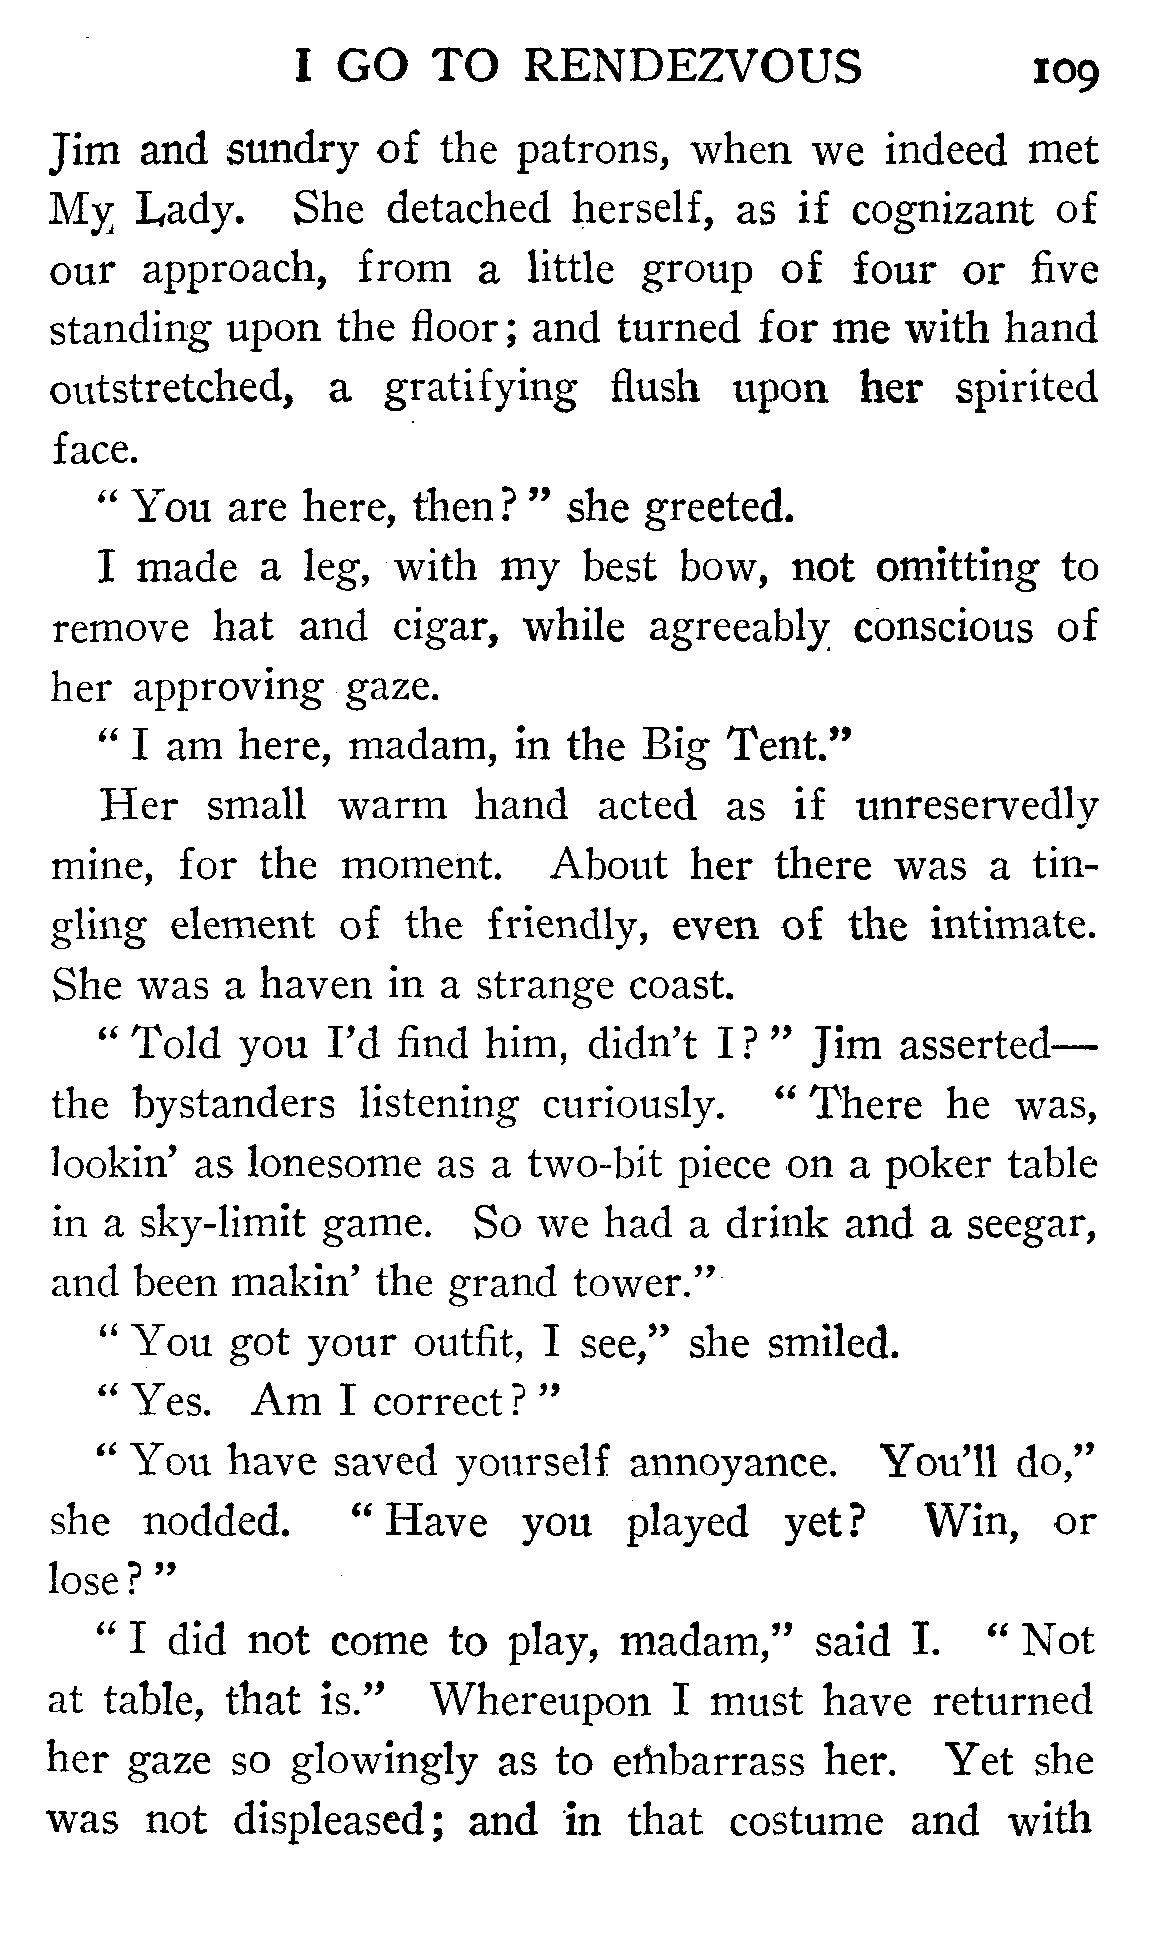 I GO TO RENDEZVOUS 109
Jim and sundry of the patrons, when we indeed met
My Lady. She detached herself, as if cognizant of
our approach, from a little group of four or five
standing upon the floor; and turned for me with hand
outstretched, a gratifying flush upon her spirited
face.
" You are here, then? " she greeted.
I made a leg, with my best bow, not omitting to
remove hat and cigar, while agreeably conscious of
her approving gaze.
" I am here, madam, in the Big Tent."
Her small warm hand acted as if unreservedly
mine, for the moment. About her there was a tin-
gling element of the friendly, even of the intimate.
She was a haven in a strange coast.
" Told you I'd find him, didn't I? " Jim asserted—
the bystanders listening curiously. " There he was,
lookin' as lonesome as a two-bit piece on a poker table
in a sky-limit game. So we had a drink and a seegar,
and been makin' the grand tower."
" You got your outfit, I see," she smiled.
" Yes. Am I correct? "
" You have saved yourself annoyance. You'll do,"
she nodded. " Have you played yet? Win, or
lose? "
" I did not come to play, madam," said I. " Not
at table, that is." Whereupon I must have returned
her gaze so glowingly as to embarrass her. Yet she
was not displeased; and in that costume and with